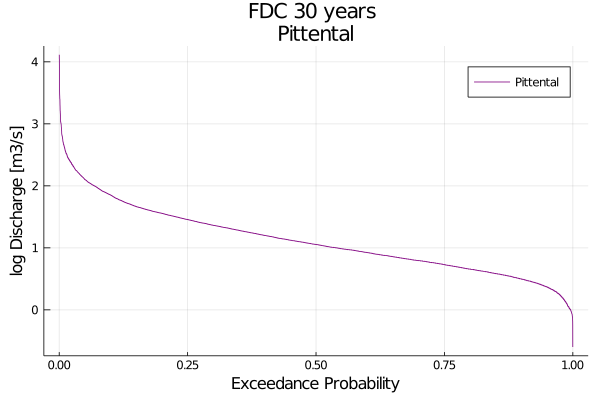 FDC 30 years
Pittental
Pittental
4
3
2
1
0
log Discharge [m3/s]
0.00
0.25
0.50
0.75
1.00
Exceedance Probability